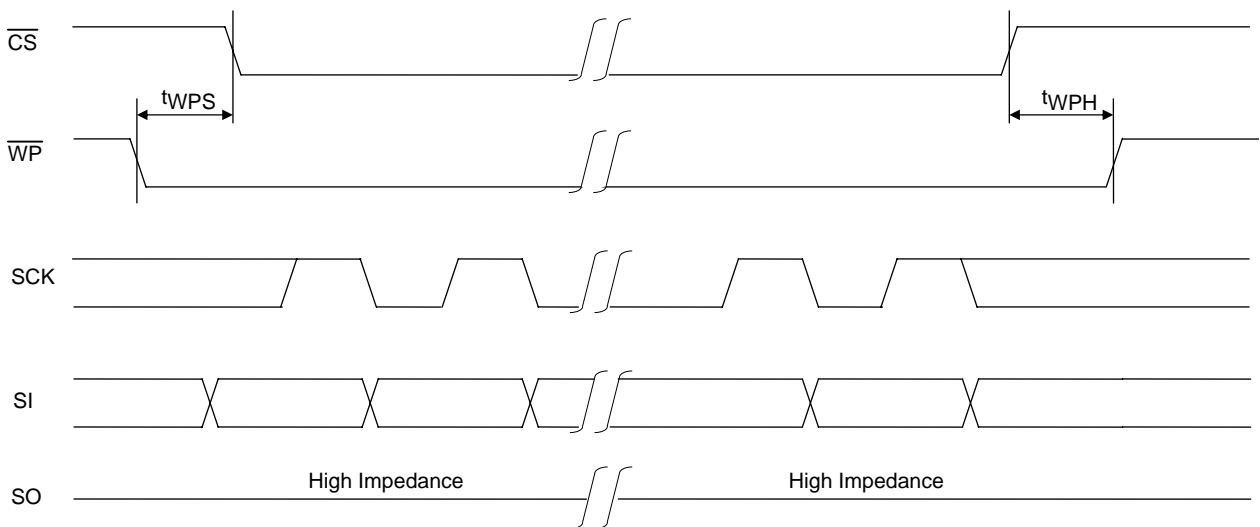 CS
tWPS
tWPH
WP
SCK
SI
High Impedance
High Impedance
SO